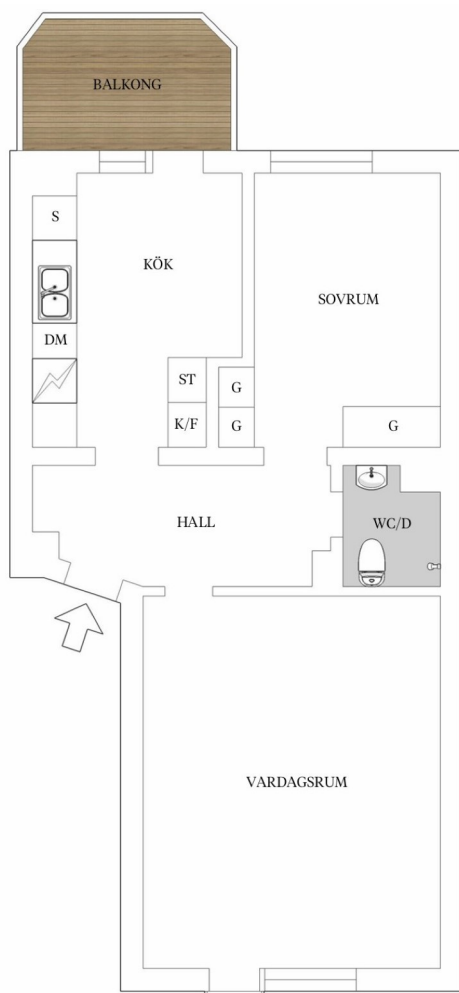 BALKONG
S
KÖK
SOVRUM
DM
ST
G
K/F
G
G
HALL
WC/D
VARDAGSRUM